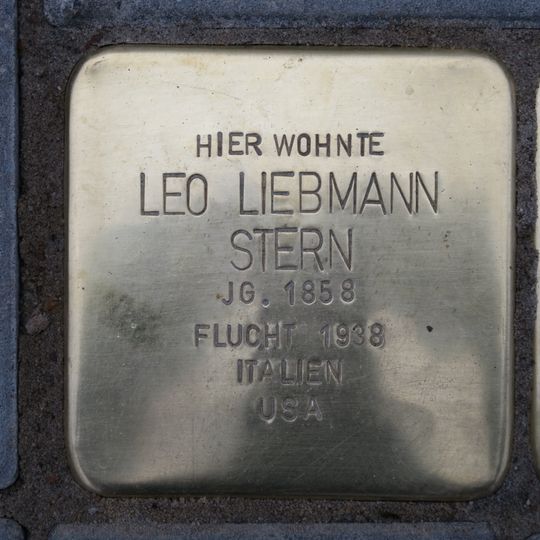 HIER WOHNTE
LEO LIEBMANN
STERN
JG. 1858
FLUCHT 1938
ITALIEN
USA